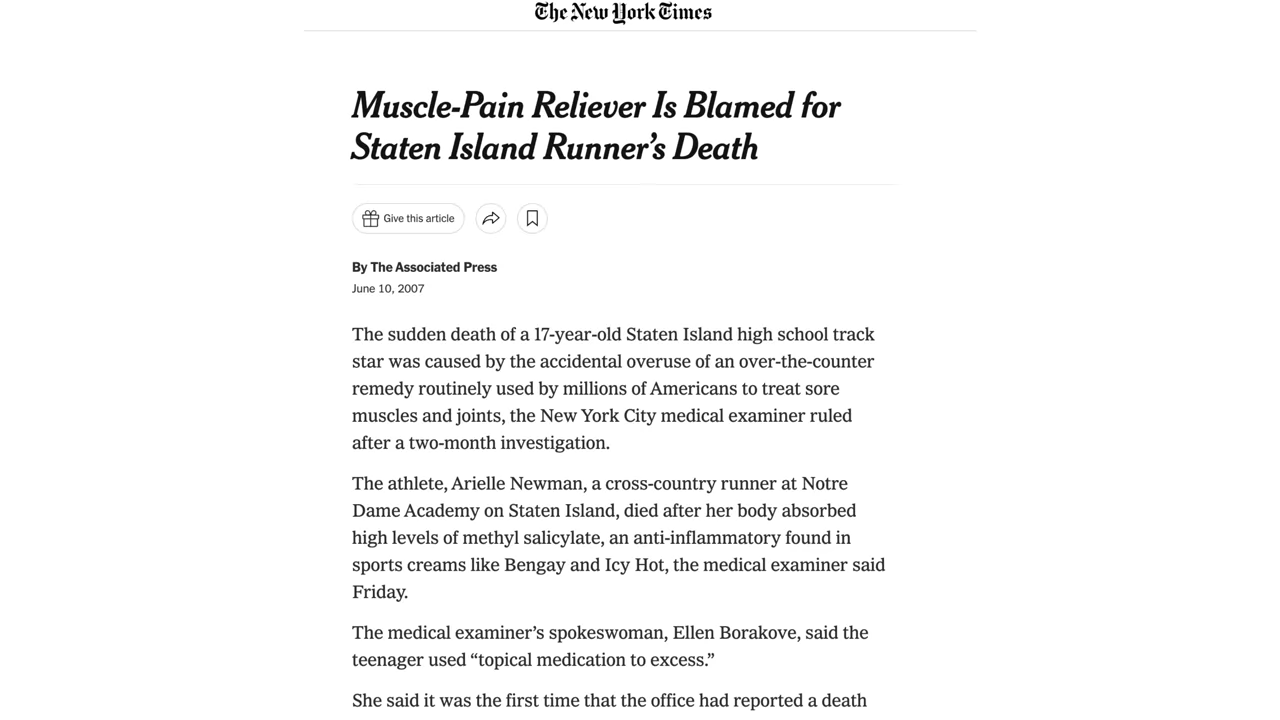 The New York Times
Muscle-Pain Reliever Is Blamed for
Staten Island Runner’s Death
Give this article
By The Associated Press
June 10, 2007
The sudden death of a 17-year-old Staten Island high school track
star was caused by the accidental overuse of an over-the-counter
remedy routinely used by millions of Americans to treat sore
muscles and joints, the New York City medical examiner ruled
after a two-month investigation.
The athlete, Arielle Newman, a cross-country runner at Notre
Dame Academy on Staten Island, died after her body absorbed
high levels of methyl salicylate, an anti-inflammatory found in
sports creams like Bengay and Icy Hot, the medical examiner said
Friday.
The medical examiner’s spokeswoman, Ellen Borakove, said the
teenager used “topical medication to excess.”
She said it was the first time that the office had reported a death